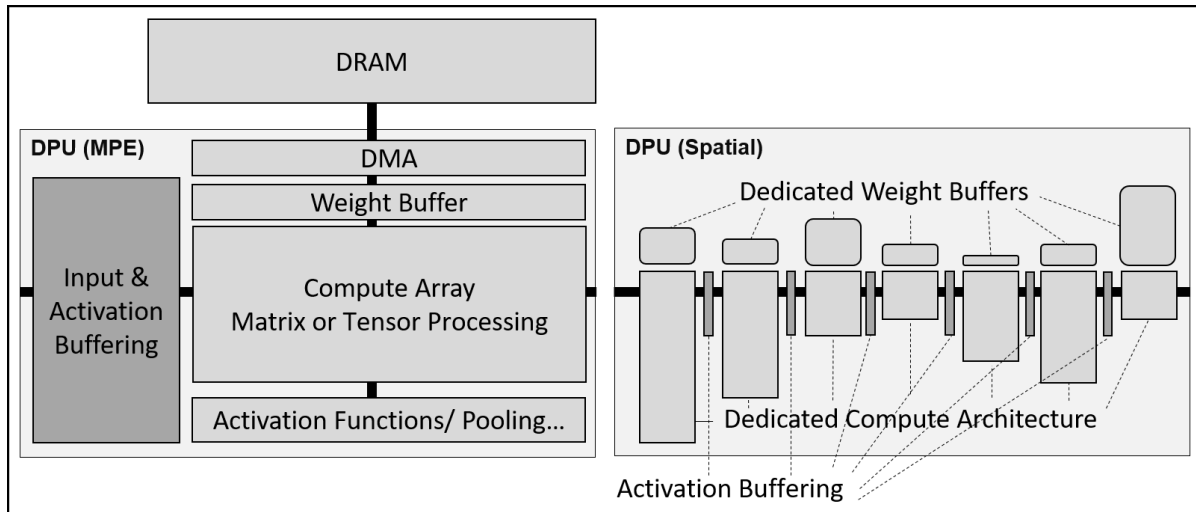 DRAM
DPU (MPE)
DMA
Weight Buffer
Input &
Activation
Buffering
Compute Array
Matrix or Tensor Processing
Activation Functions/ Pooling...
DPU (Spatial)
Dedicated Weight Buffers
Dedicated Compute Architecture
Activation Buffering